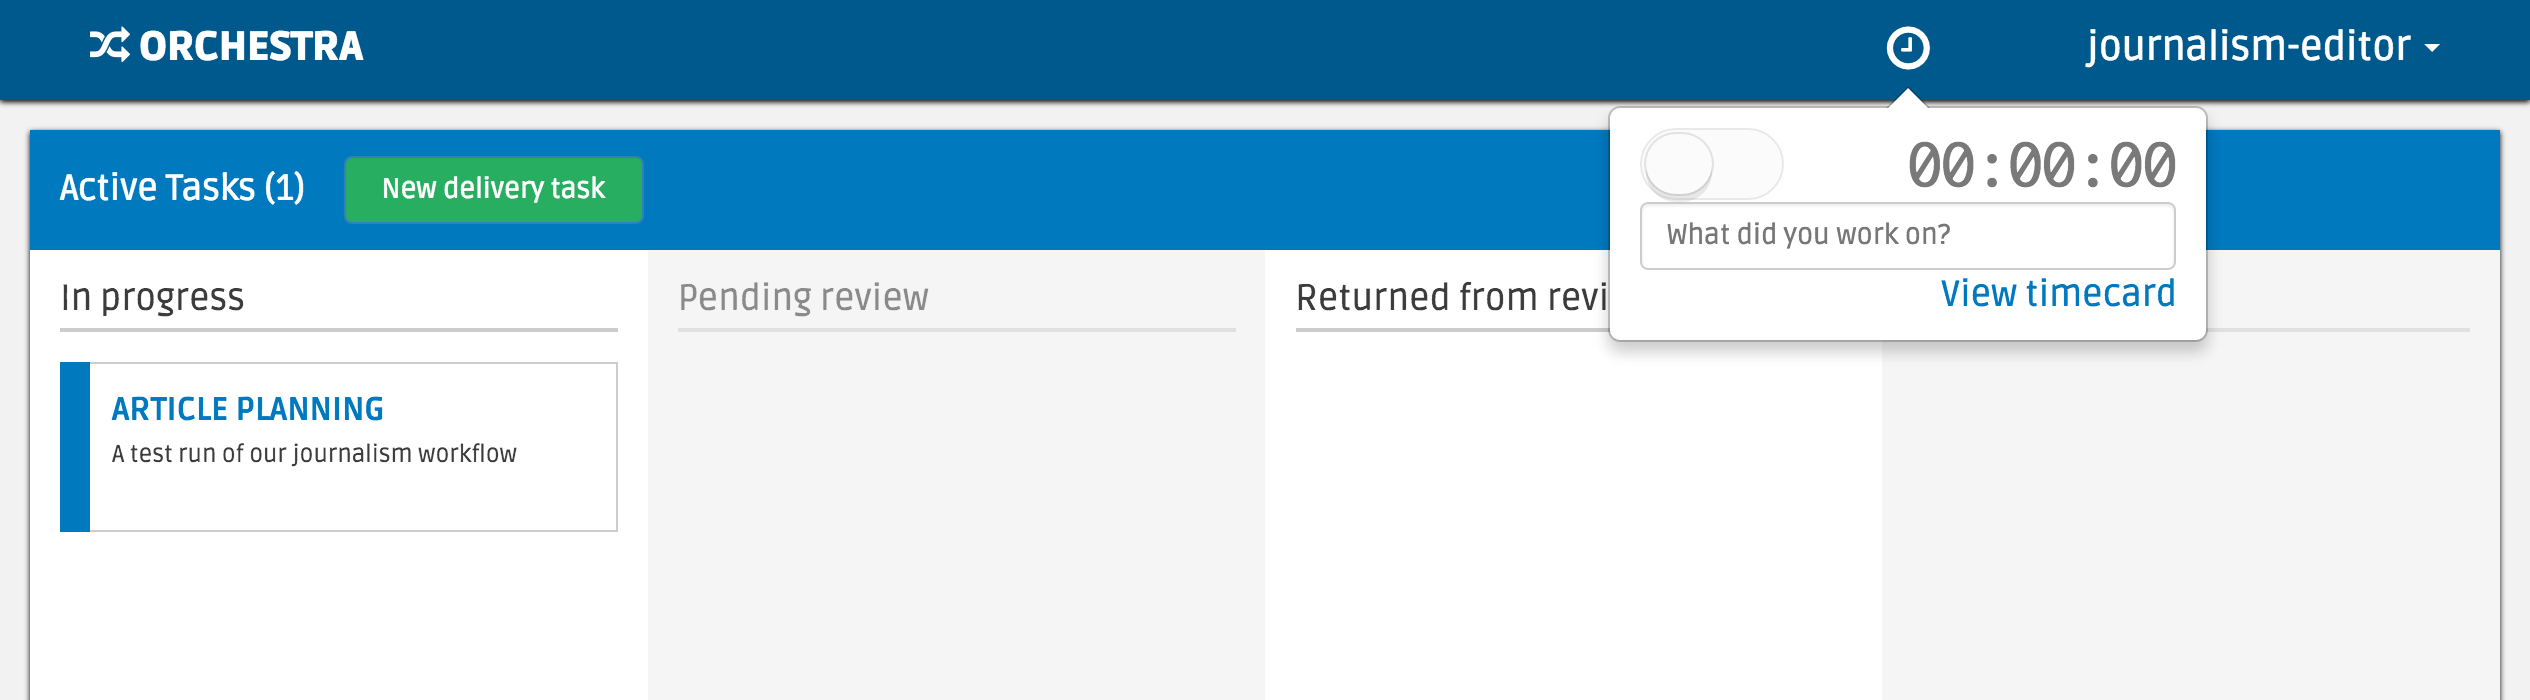 ORCHESTRA
journalism-editor
Active Tasks (1)
New delivery task
00:00:00
What did you work on?
View timecard
In progress
Pending review
Returned from revi
ARTICLE PLANNING
A test run of our journalism workflow